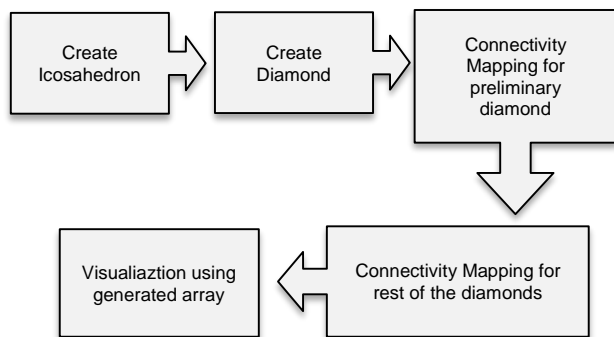 Create
Icosahedron
Create
Diamond
Connectivity
Mapping for
preliminary
diamond
Connectivity Mapping for
rest of the diamonds
Visualiaztion using
generated array